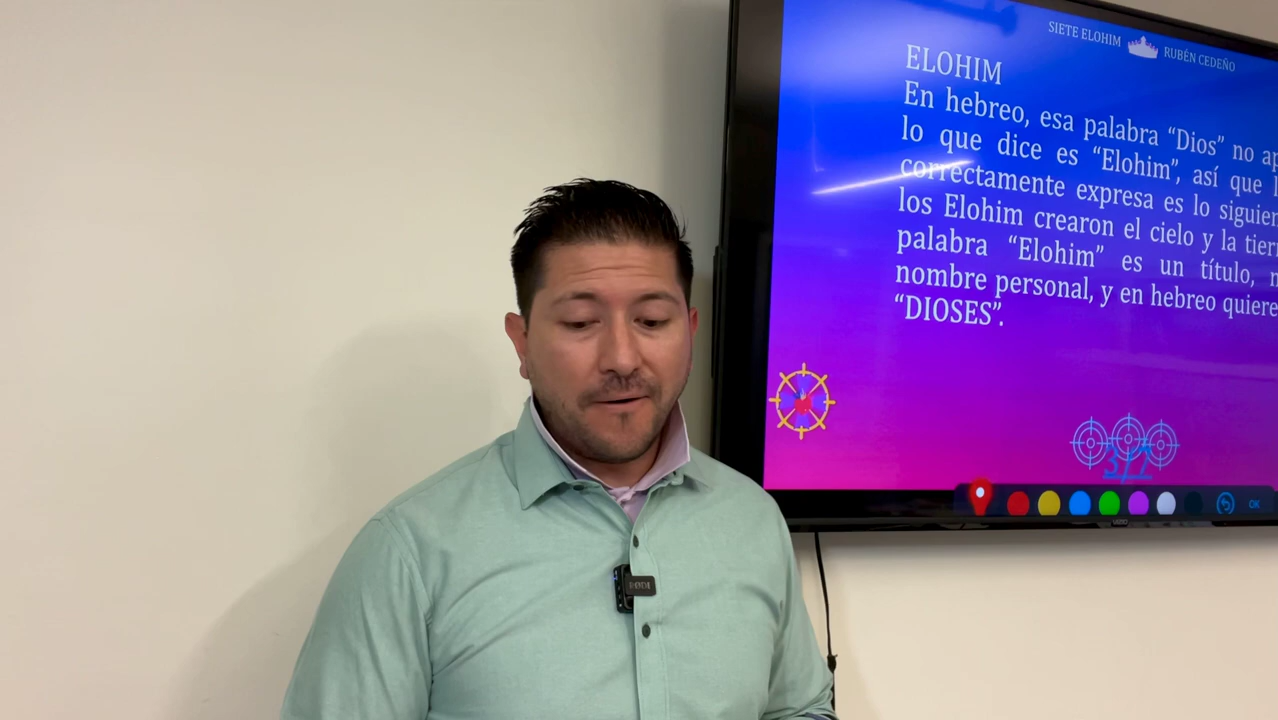 SIETE ELOHIM RUBÉN CEDEÑO
ELOHIM
En hebreo, esa palabra “Dios” no
lo que dice es “Elohim”, así que
correctamente expresa es lo
los Elohim crearon el cielo y la
palabra “Elohim” es un título,
nombre personal, y en hebreo quiere
“DIOSES”.
OK
VIZIO